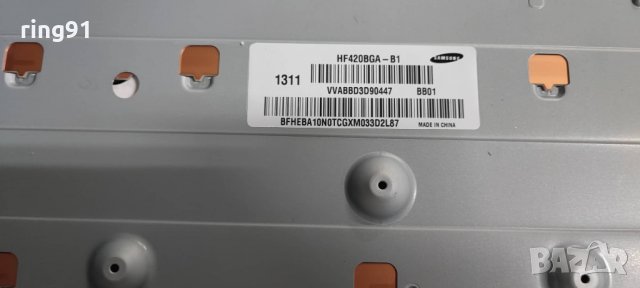 ring91
HF420BGA-B1
SAMSUNG
1311
VVABBD3D90447 BB01
BFHEBA10N0TCGXM033D2L87 MADE IN CHINA
BAZAR